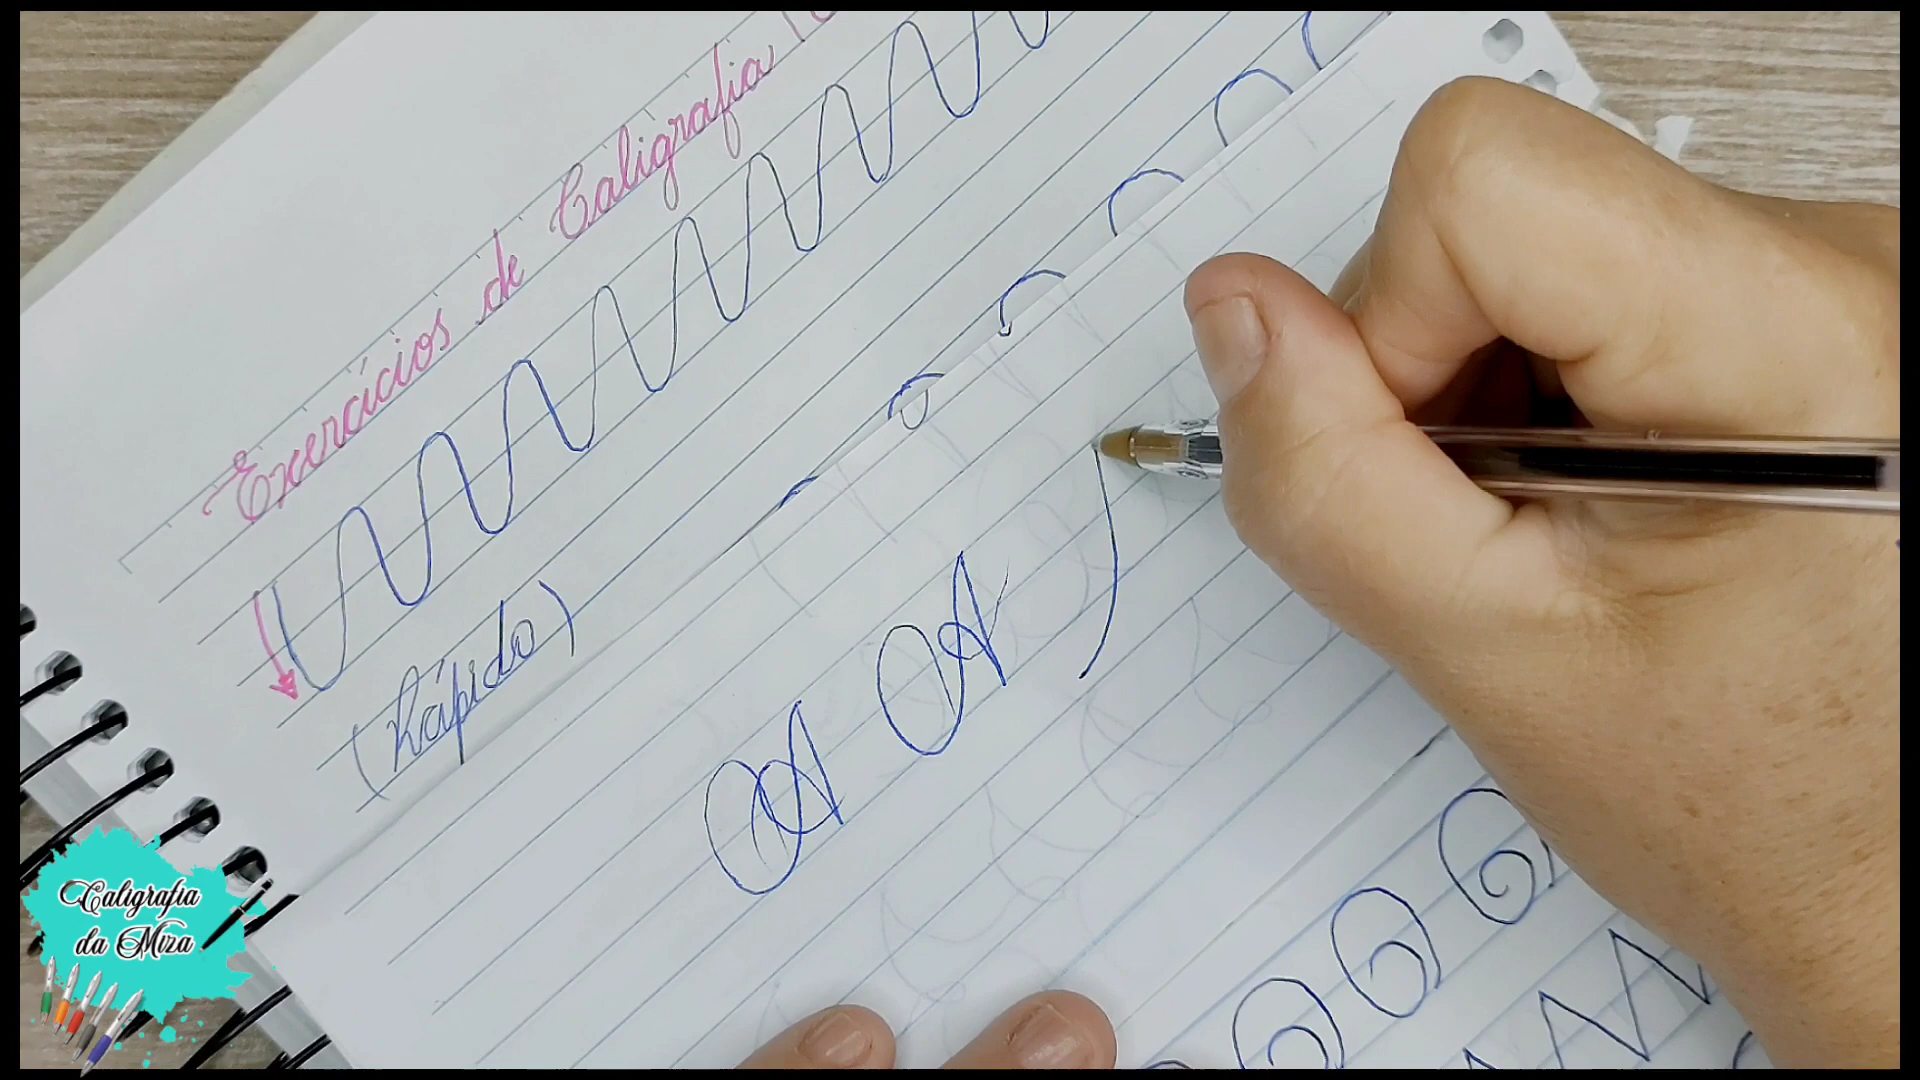 Exercícios de Caligrafia
(Rápido)
A A
Caligrafia
da Miza